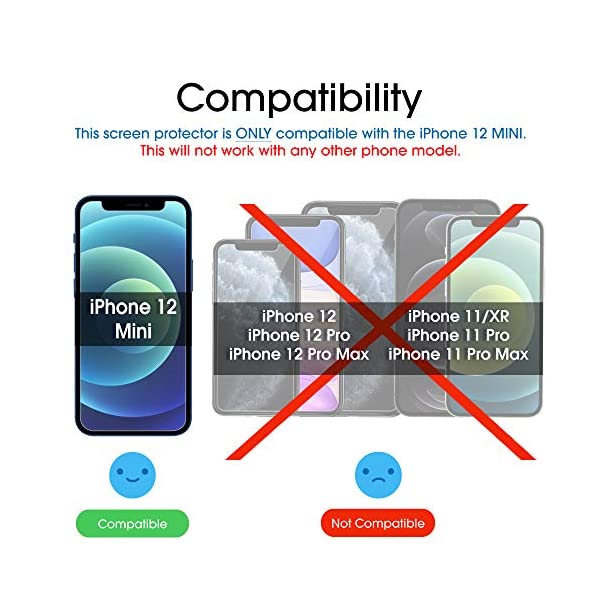 Compatibility
This screen protector is ONLY compatible with the iPhone 12 MINI.
This will not work with any other phone model.
iPhone 12
Mini
iPhone 12
iPhone 12 Pro
iPhone 12 Pro Max
iPhone 11/XR
iPhone 11 Pro
iPhone 11 Pro Max
Compatible
Not Compatible